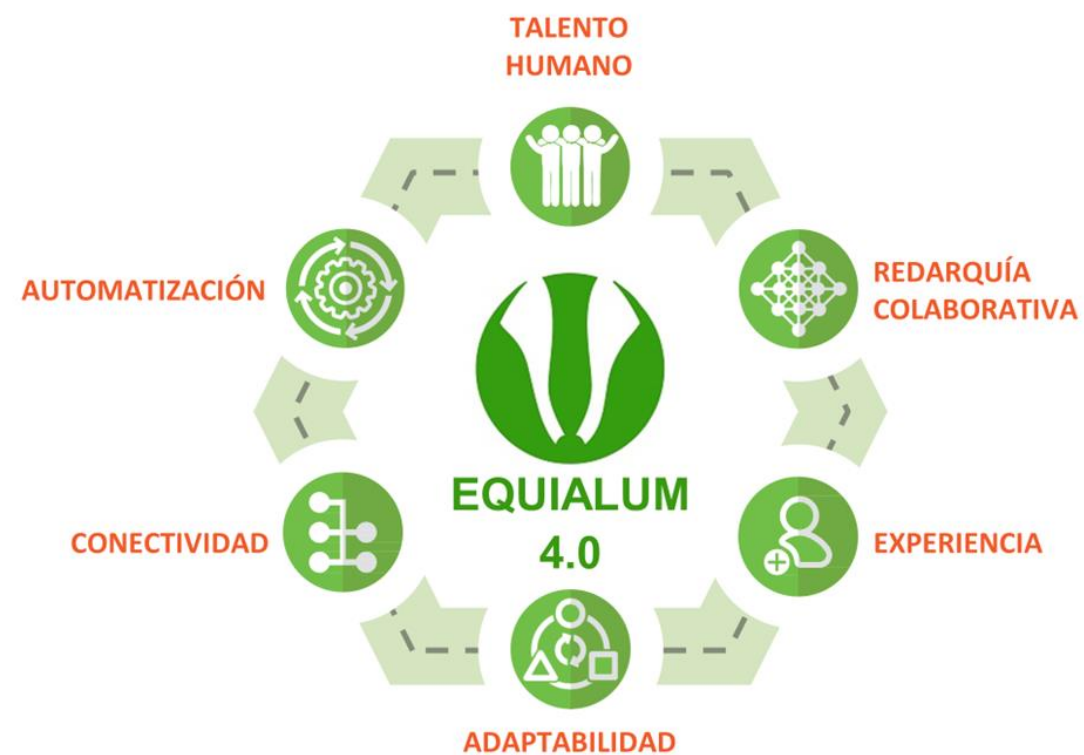 TALENTO
HUMANO
AUTOMATIZACIÓN
REDARQUÍA
COLABORATIVA
EQUIALUM
4.0
CONECTIVIDAD
EXPERIENCIA
ADAPTABILIDAD